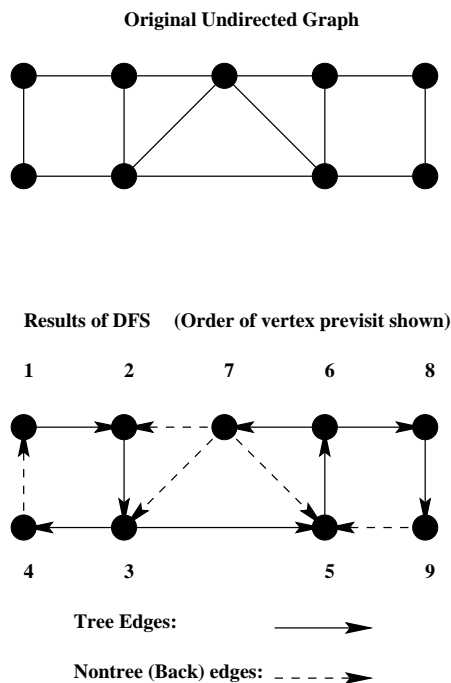 Original Undirected Graph
Results of DFS (Order of vertex previsit shown)
1 2 7 6 8
4 3 5 9
Tree Edges:
Nontree (Back) edges: